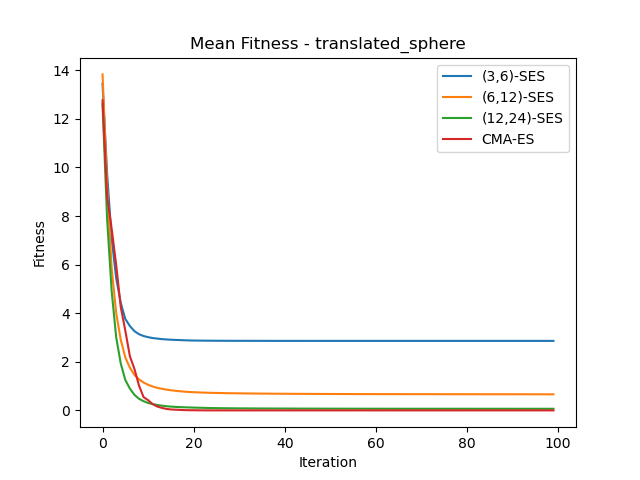 Mean Fitness - translated_sphere
(3,6)-SES
(6,12)-SES
(12,24)-SES
CMA-ES
14
12
10
8
6
4
2
0
Fitness
0 20 40 60 80 100
Iteration